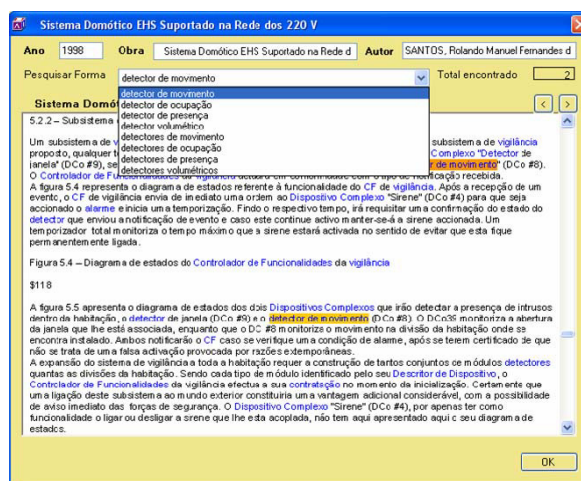 Sistema Domótico EHS Suportado na Rede dos 220 V
Ano 1998 Obra Sistema Domótico EHS Suportado na Rede d Autor SANTOS, Rolando Manuel Fernandes d
Pesquisar Forma detector de movimento Total encontrado 2
detector de movimento
Sistema Domót detector de ocupação < >
5.2.2 – Subsistema detector de presença
detector volumétrico
Um subsistema de v detectores de movimento subsistema de vigilância
proposto, qualquer t detectores de ocupação Complexo "Detector de
janela" (DCo #9), se detectores de presença de movimento" (DCo #8).
O Controlador de F detectores volumétricos notificação recebida.
A figura 5.4 representa o diagrama de estados referente à funcionalidade do CF de vigilância. Após a recepção de um
evento, o CF de vigilância envia de imediato uma ordem ao Dispositivo Complexo "Sirene" (DCo #4) para que seja
accionado o alarme e inicia uma temporização. Findo o respectivo tempo, irá requisitar um confirmação do estado do
detector que enviou a notificação de evento e caso este continue activo manter-se-á a sirene accionada. Um
temporizador total monitoriza o tempo máximo que a sirene estará activada no sentido de evitar que esta fique
permanentemente ligada.
Figura 5.4 – Diagrama de estados do Controlador de Funcionalidades da vigilância
$118
A figura 5.5 apresenta o diagrama de estados dos dois Dispositivos Complexos que irão detectar a presença de intrusos
dentro da habitação, o detector de janela (DCo #9) e o detector de movimento (DCo #8). O DCo39 monitoriza a abertura
da janela que lhe está associada, enquanto que o DC #8 monitoriza o movimento na divisão da habitação onde se
encontra instalado. Ambos notificarão o CF caso se verifique uma condição de alarme, após se terem certificado de que
não se trata de uma falsa activação provocada por razões extemporâneas.
A expansão do sistema de vigilância a toda a habitação requer a construção de tantos conjuntos de módulos detectores
quantas as divisões da habitação. Sendo cada tipo de módulo identificado pelo seu Descritor de Dispositivo, o
Controlador de Funcionalidades da vigilância efectua a sua contratação no momento da inicialização. Certamente que
uma ligação deste subsistema ao mundo exterior constituiria um vantagem adicional considerável, com a possibilidade
de aviso imediato das forças de segurança. O Dispositivo Complexo "Sirene" (DCo #4), por apenas ter como
funcionalidade o ligar ou desligar a sirene que lhe esta acoplada, não tem aqui apresentado aqui o seu diagrama de
estados.
OK